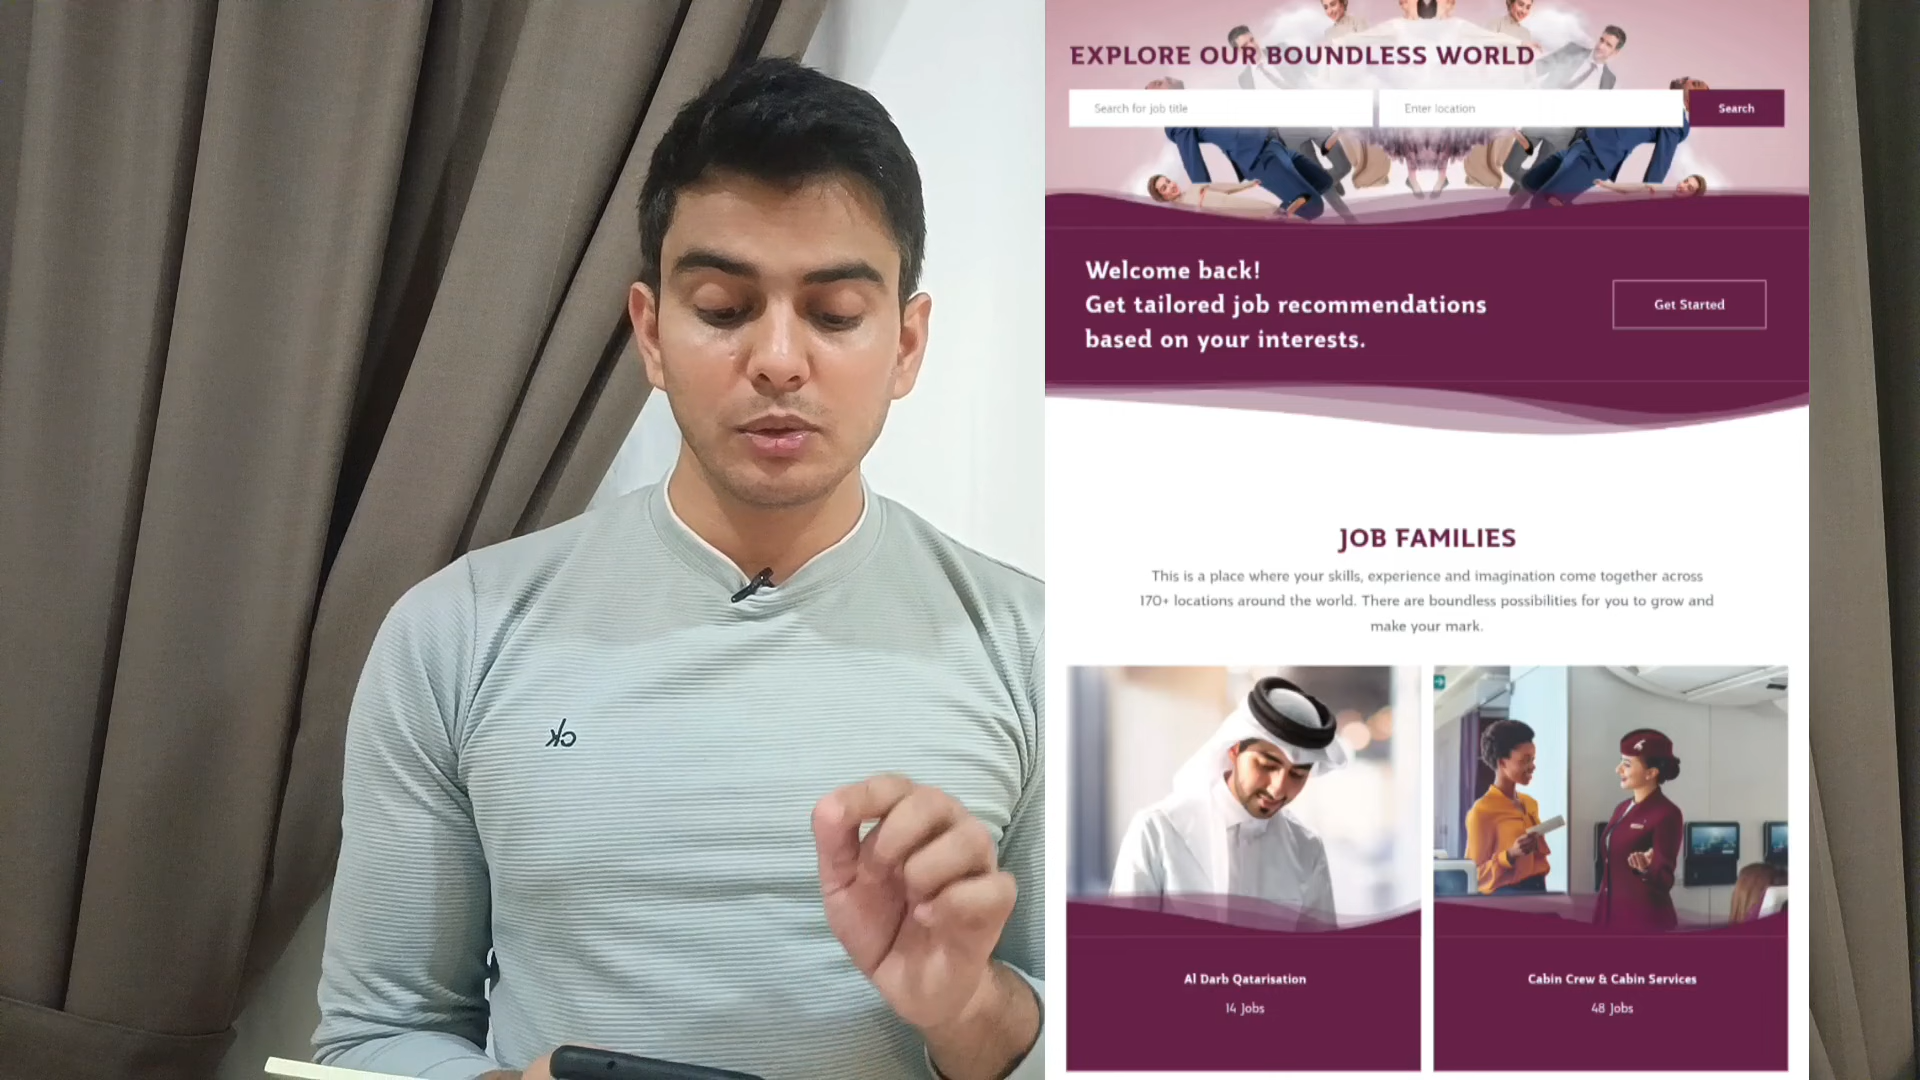 EXPLORE OUR BOUNDLESS WORLD
Search for job title
Enter location
Search
Welcome back!
Get tailored job recommendations
based on your interests.
Get Started
JOB FAMILIES
This is a place where your skills, experience and imagination come together across
170+ locations around the world. There are boundless possibilities for you to grow and
make your mark.
Al Darb Qatarisation
14 Jobs
Cabin Crew & Cabin Services
48 Jobs
ck